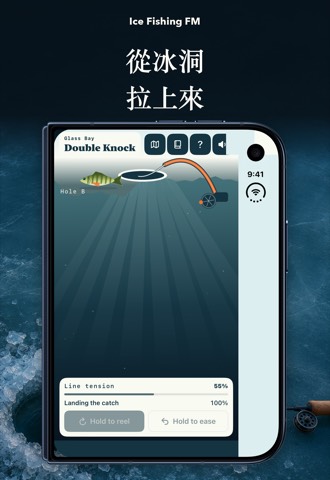 Ice Fishing FM
從冰洞
拉上來
Glass Bay
Double Knock
?
Hole 8
9:41
Line tension 55%
Landing the catch 100%
Hold to reel Hold to ease